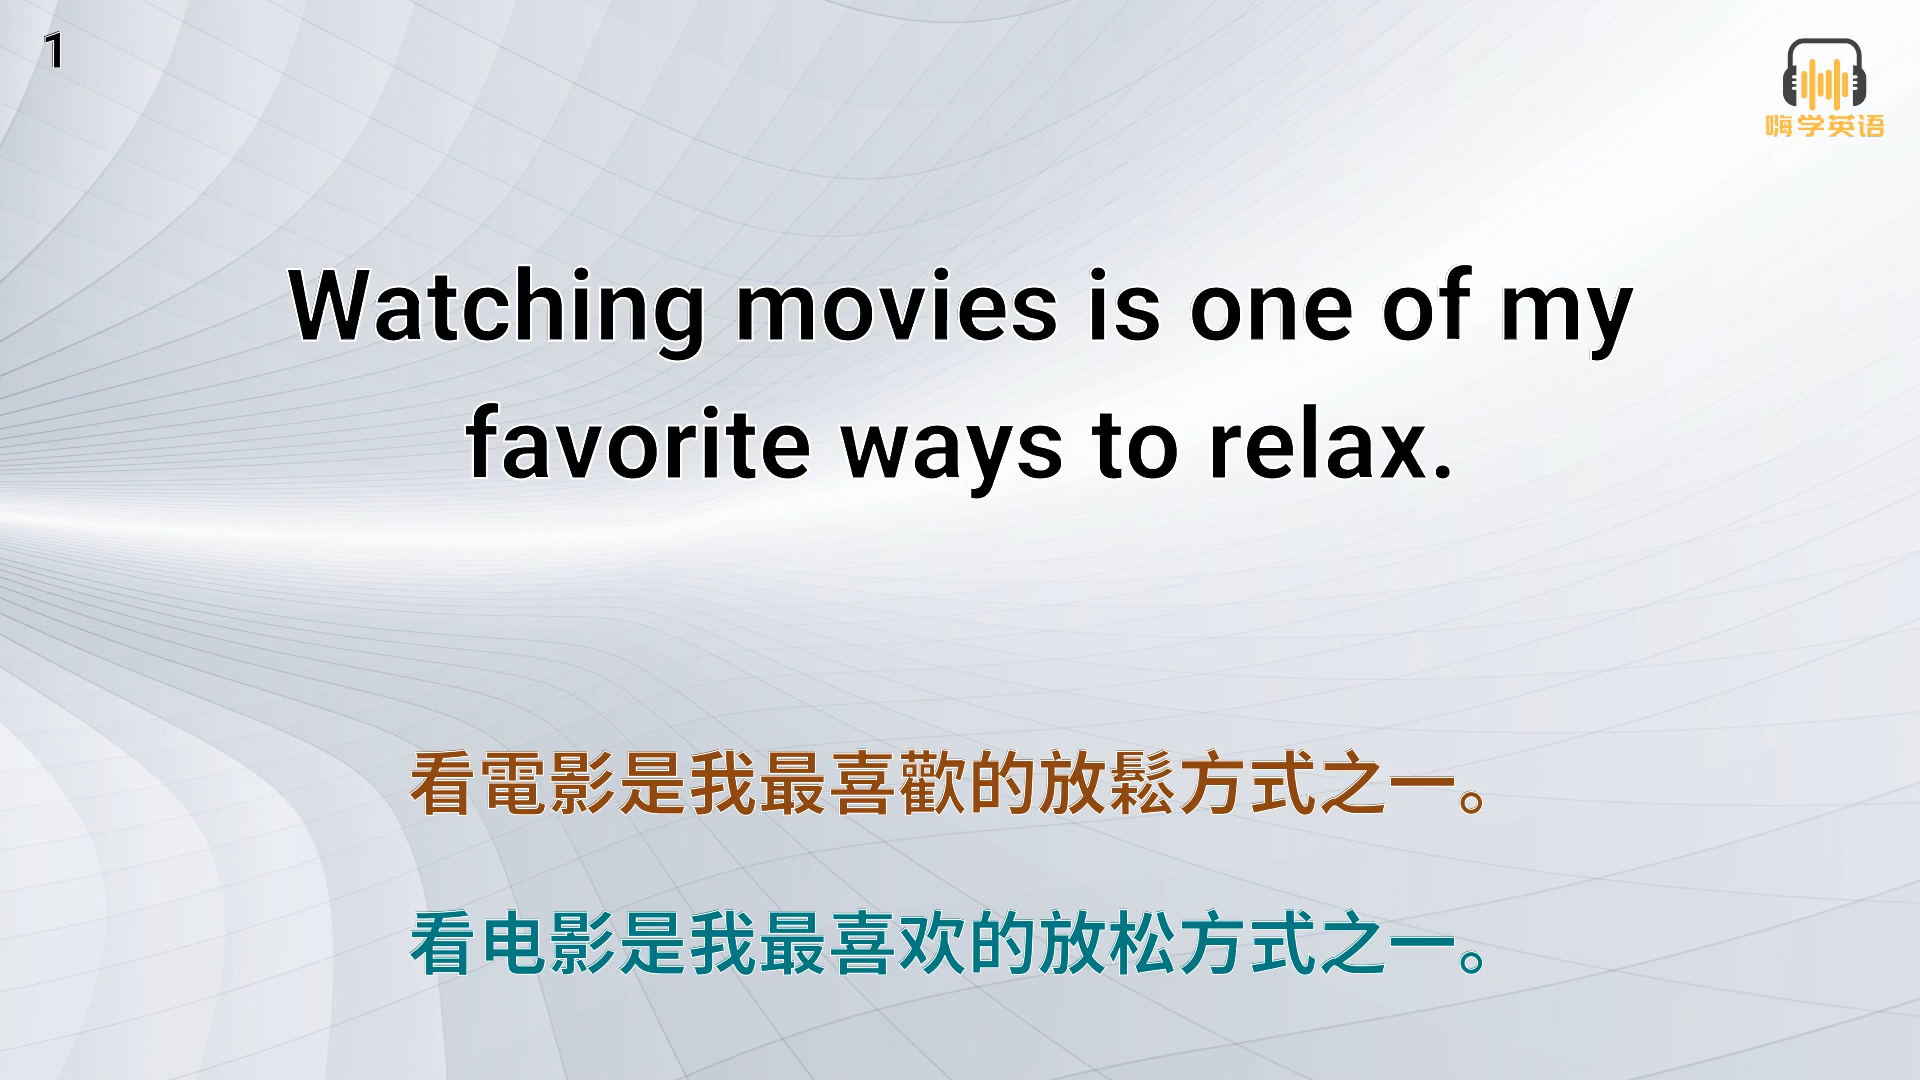 1
嗨学英语
Watching movies is one of my
favorite ways to relax.
看電影是我最喜歡的放鬆方式之一。
看电影是我最喜欢的放松方式之一。